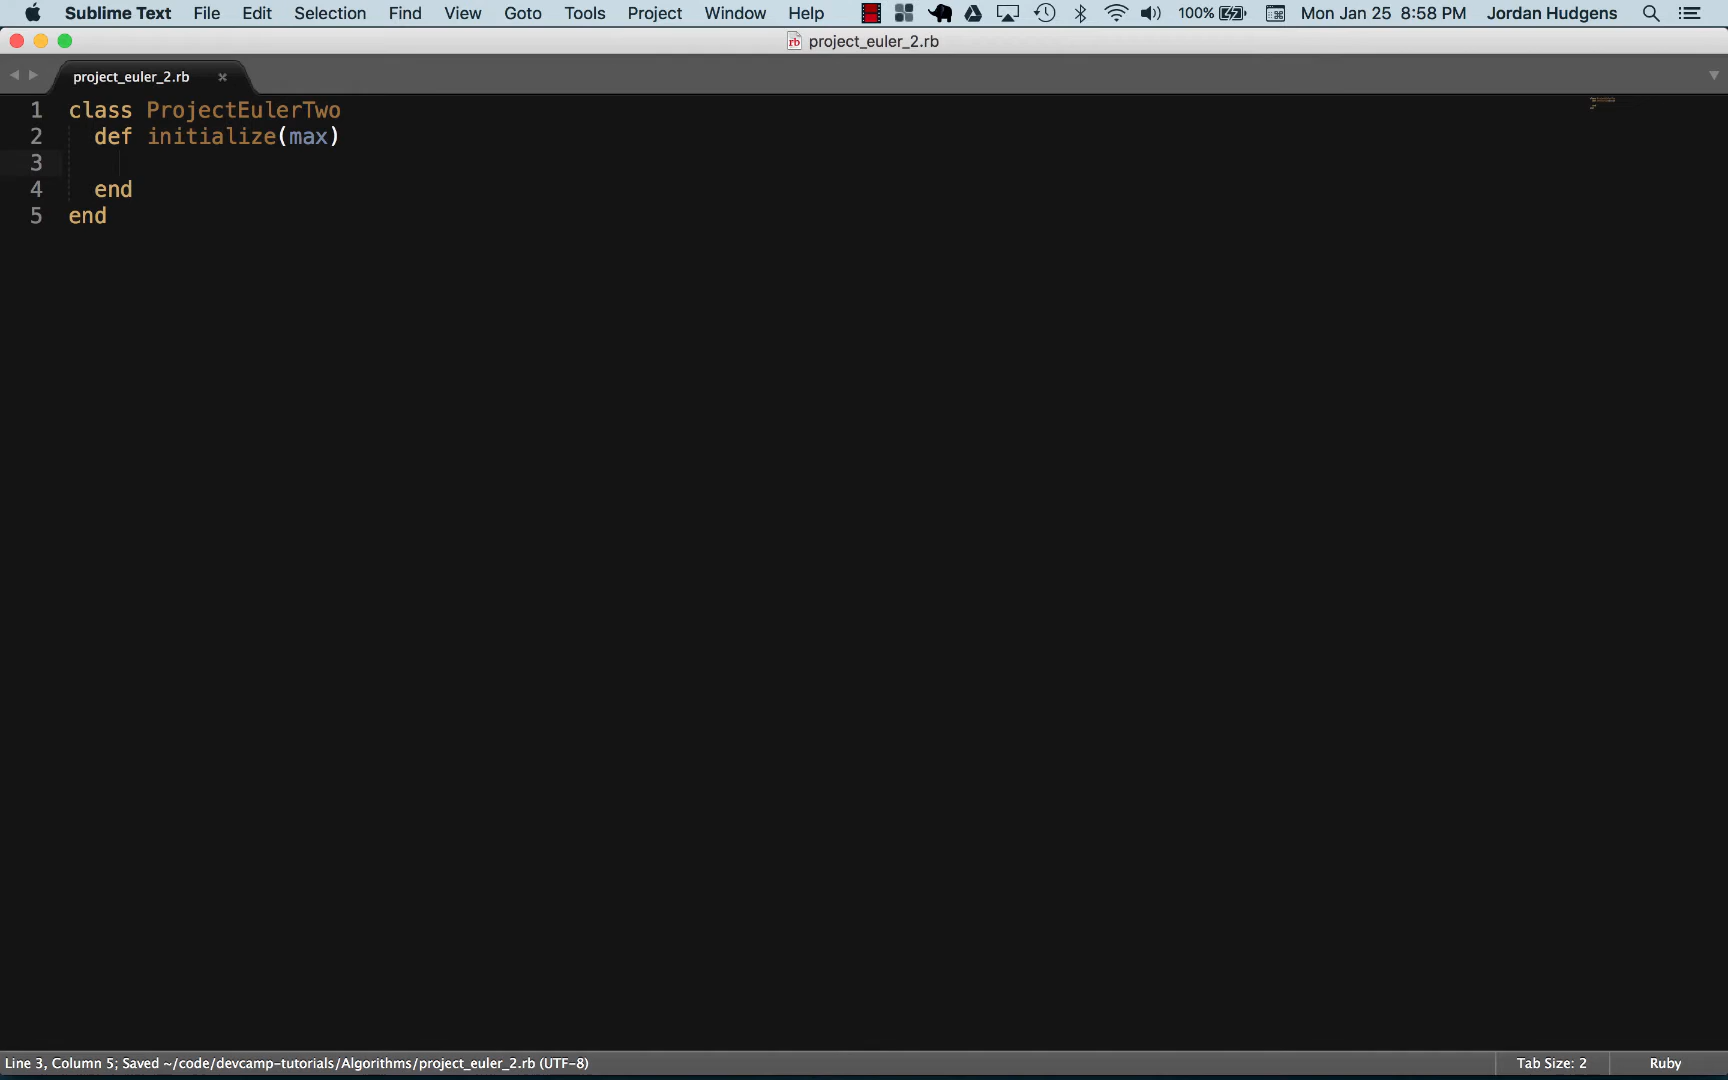 Sublime Text File Edit Selection Find View Goto Tools Project Window Help 100% Mon Jan 25 8:58 PM Jordan Hudgens
rb project_euler_2.rb
project_euler_2.rb ×
1 class ProjectEulerTwo
2 def initialize(max)
3
4 end
5 end
Line 3, Column 5; Saved ~/code/devcamp-tutorials/Algorithms/project_euler_2.rb (UTF-8) Tab Size: 2 Ruby